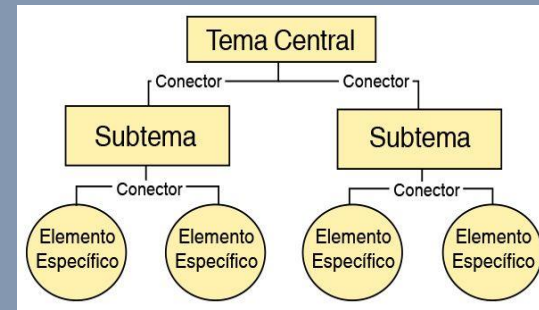 Tema Central
Conector
Conector
Subtema
Subtema
Conector
Conector
Elemento
Específico
Elemento
Específico
Elemento
Específico
Elemento
Específico